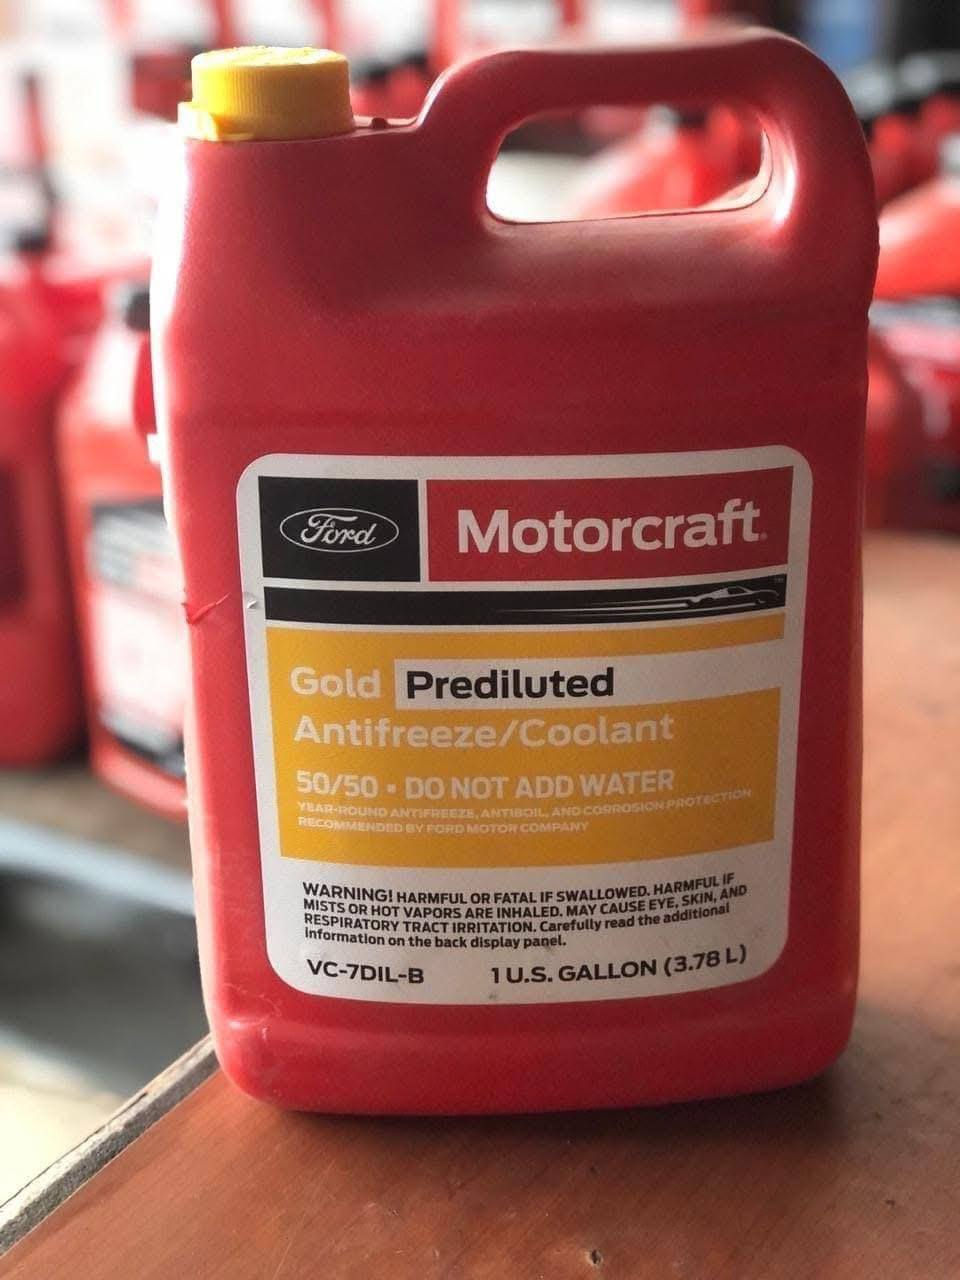 Ford
Motorcraft
TM
Gold Prediluted
Antifreeze/Coolant
50/50 • DO NOT ADD WATER
YEAR-ROUND ANTIFREEZE, ANTIBOIL, AND CORROSION PROTECTION
RECOMMENDED BY FORD MOTOR COMPANY
WARNING! HARMFUL OR FATAL IF SWALLOWED. HARMFUL IF
MISTS OR HOT VAPORS ARE INHALED. MAY CAUSE EYE, SKIN, AND
RESPIRATORY TRACT IRRITATION. Carefully read the additional
information on the back display panel.
VC-7DIL-B 1 U.S. GALLON (3.78 L)